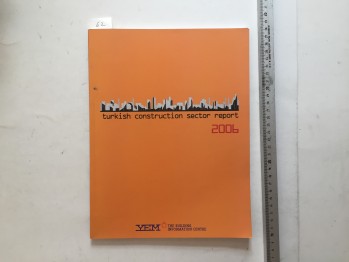 turkish construction sector report
2006
YEM
THE BUILDING
INFORMATION CENTRE